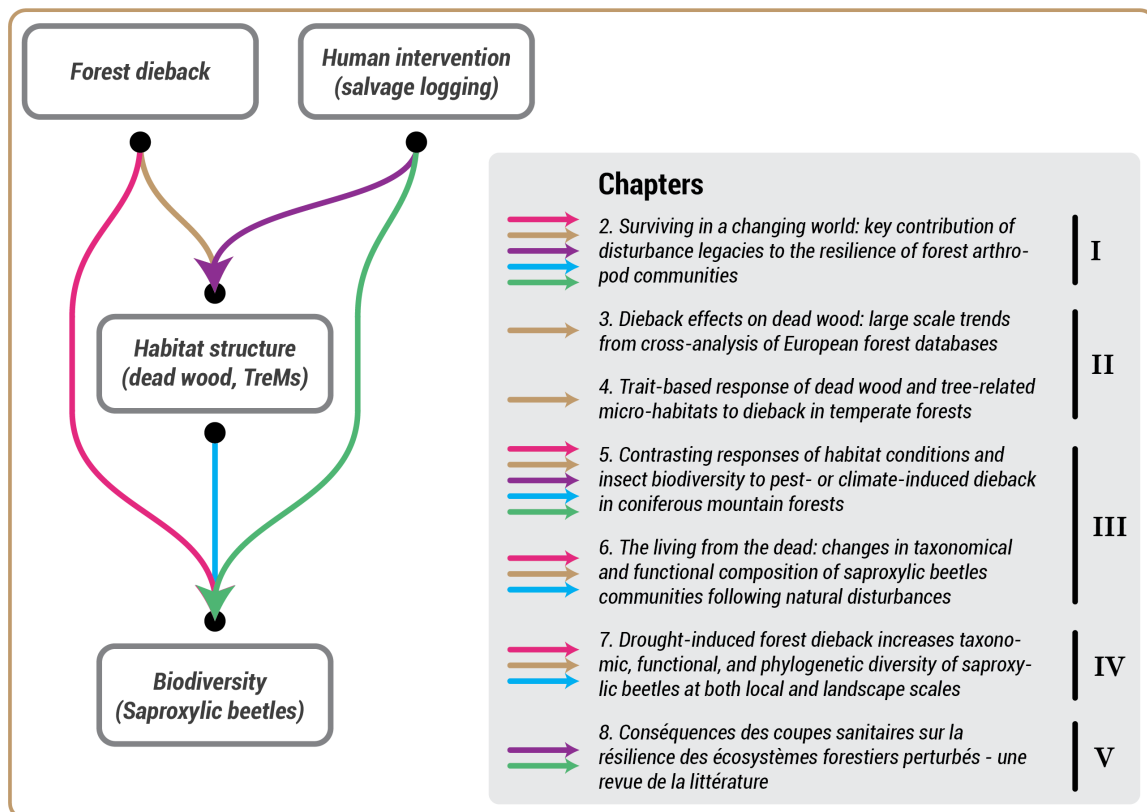 Forest dieback
Human intervention
(salvage logging)
Habitat structure
(dead wood, TreMs)
Biodiversity
(Saproxylic beetles)
Chapters
2. Surviving in a changing world: key contribution of
disturbance legacies to the resilience of forest arthro-
pod communities
I
3. Dieback effects on dead wood: large scale trends
from cross-analysis of European forest databases
II
4. Trait-based response of dead wood and tree-related
micro-habitats to dieback in temperate forests
5. Contrasting responses of habitat conditions and
insect biodiversity to pest- or climate-induced dieback
in coniferous mountain forests
III
6. The living from the dead: changes in taxonomical
and functional composition of saproxylic beetles
communities following natural disturbances
7. Drought-induced forest dieback increases taxono-
mic, functional, and phylogenetic diversity of saproxy-
lic beetles at both local and landscape scales
IV
8. Conséquences des coupes sanitaires sur la
résilience des écosystèmes forestiers perturbés - une
revue de la littérature
V